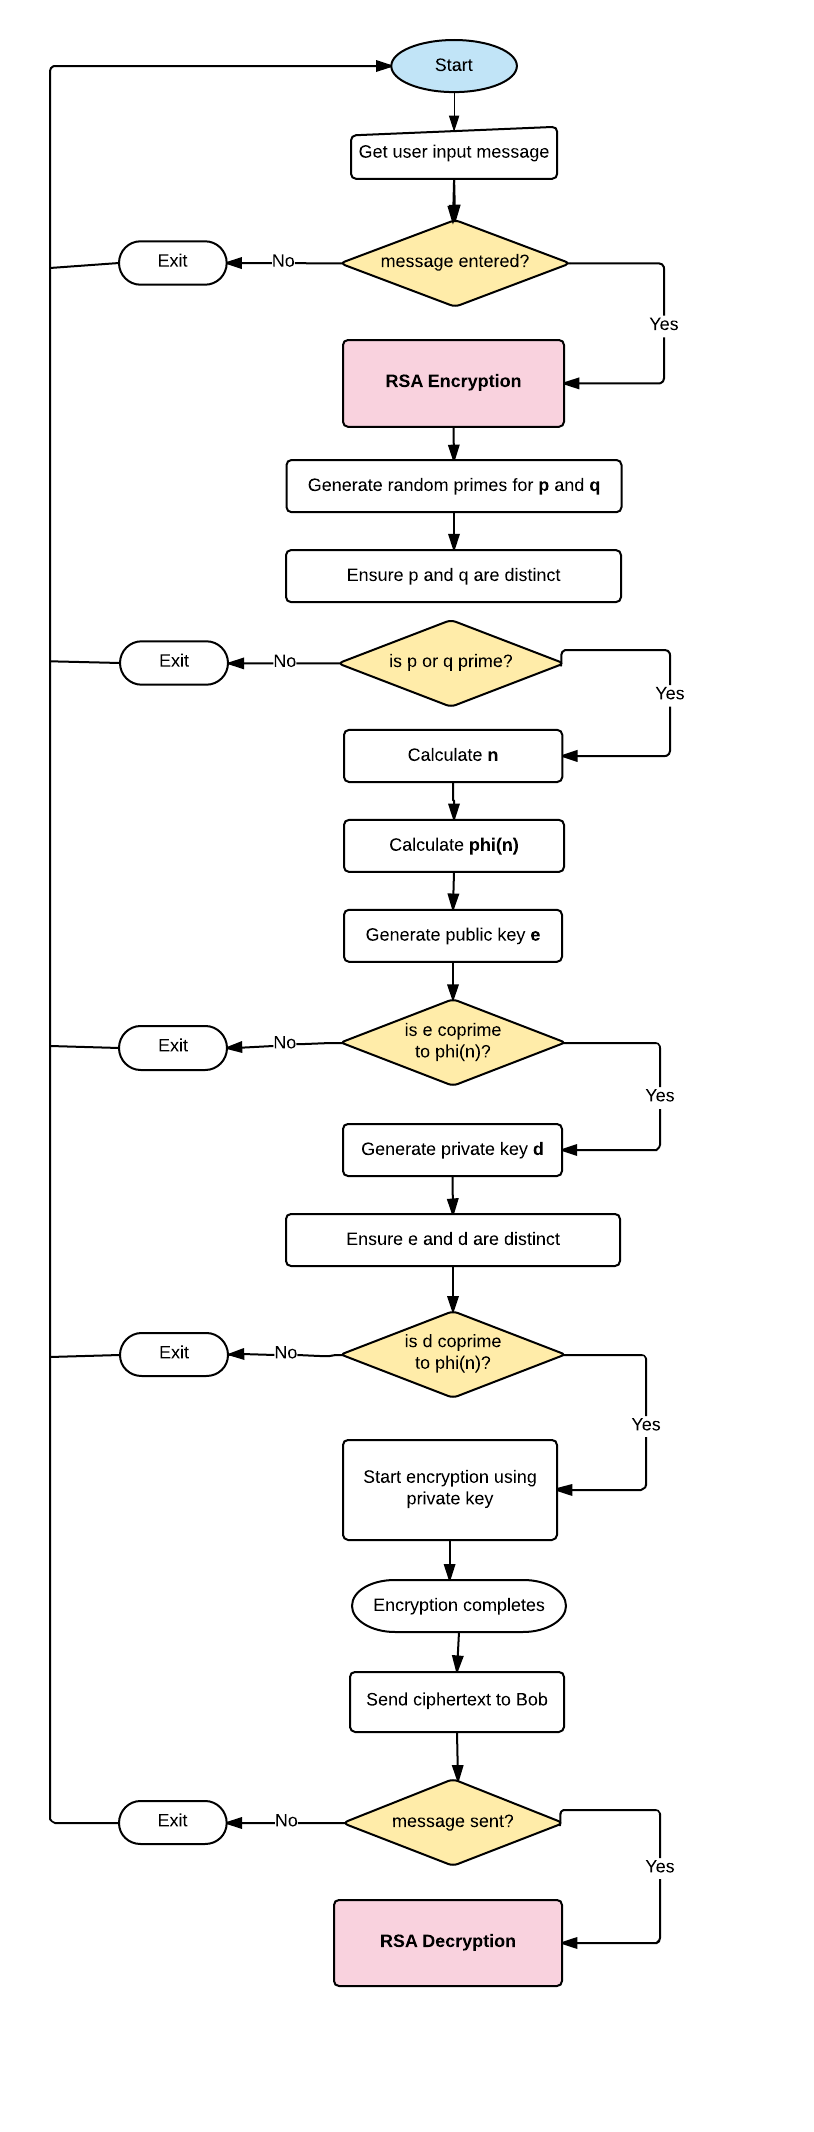 Start
Get user input message
message entered?
No
Exit
Yes
RSA Encryption
Generate random primes for p and q
Ensure p and q are distinct
is p or q prime?
No
Exit
Yes
Calculate n
Calculate phi(n)
Generate public key e
is e coprime
to phi(n)?
No
Exit
Yes
Generate private key d
Ensure e and d are distinct
is d coprime
to phi(n)?
No
Exit
Yes
Start encryption using
private key
Encryption completes
Send ciphertext to Bob
message sent?
No
Exit
Yes
RSA Decryption